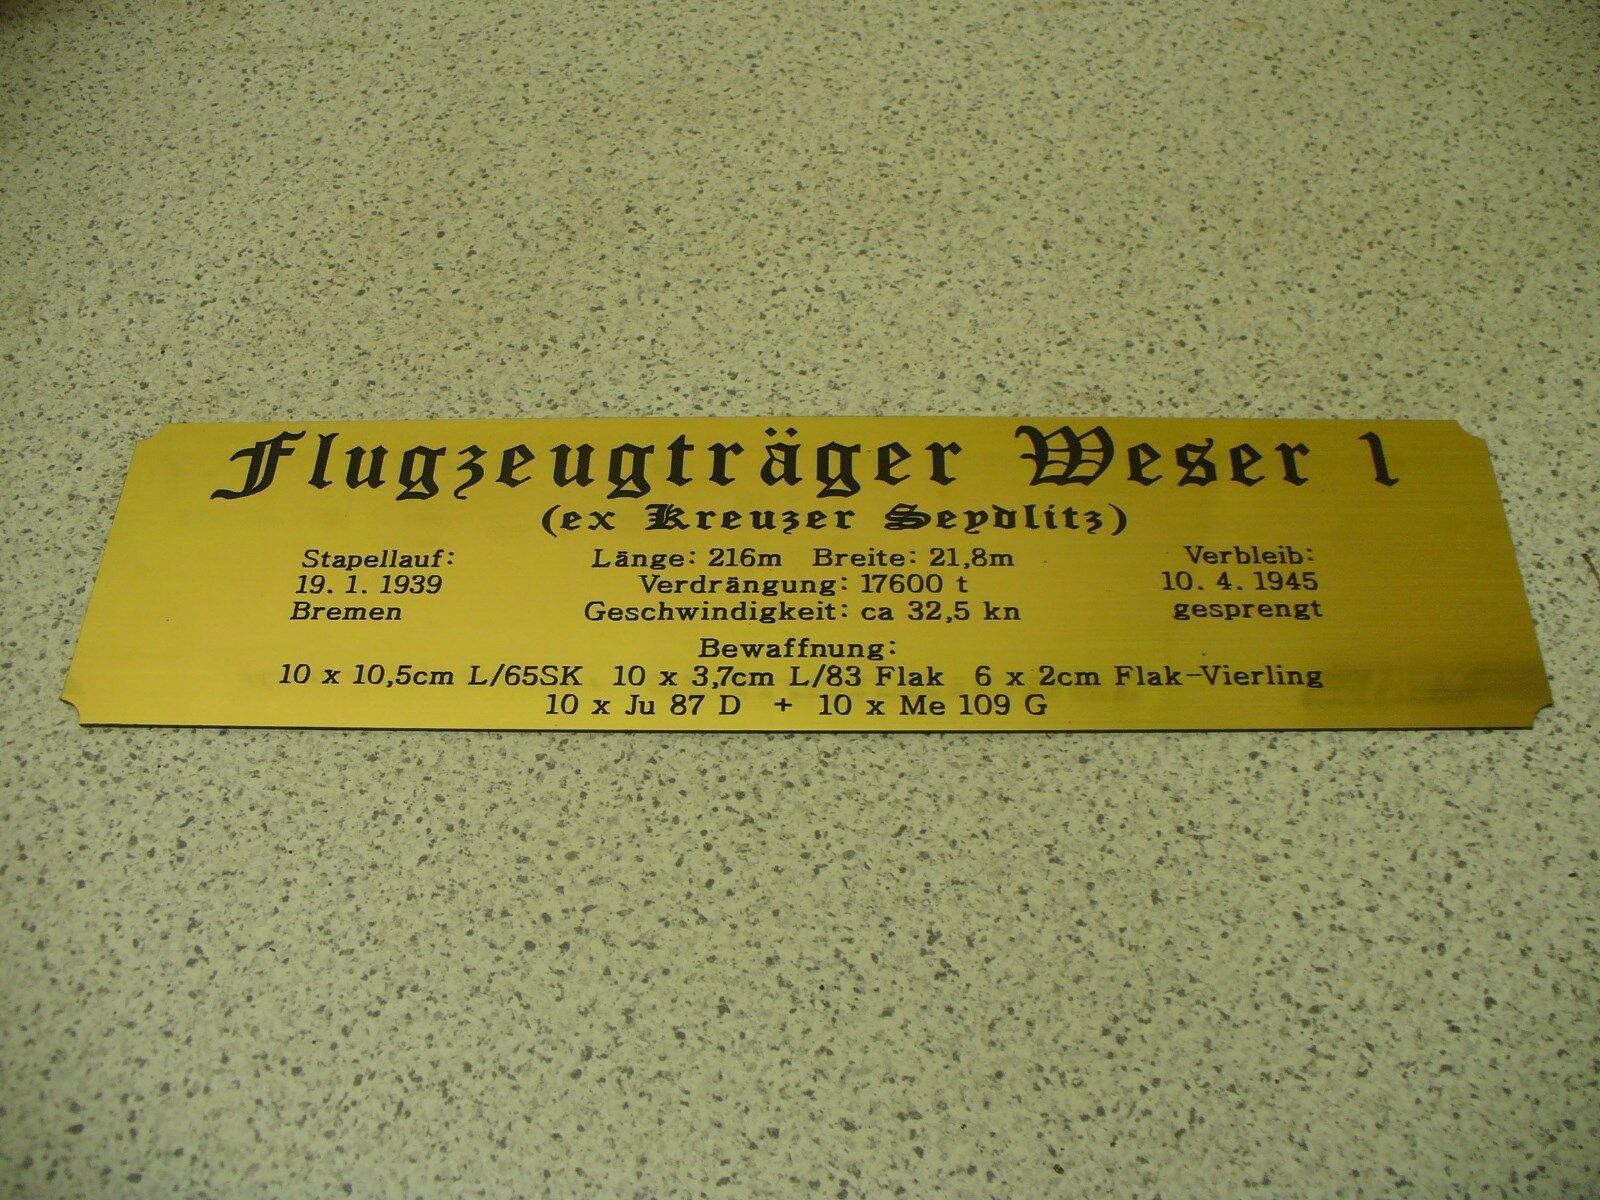 Flugzeugträger Weser 1
(ex Kreuzer Seydlitz)
Stapellauf: Länge: 216m Breite: 21,8m Verbleib:
19. 1. 1939 Verdrängung: 17600 t 10. 4. 1945
Bremen Geschwindigkeit: ca 32,5 kn gesprengt
Bewaffnung:
10 x 10,5cm L/65SK 10 x 3,7cm L/83 Flak 6 x 2cm Flak-Vierling
10 x Ju 87 D + 10 x Me 109 G